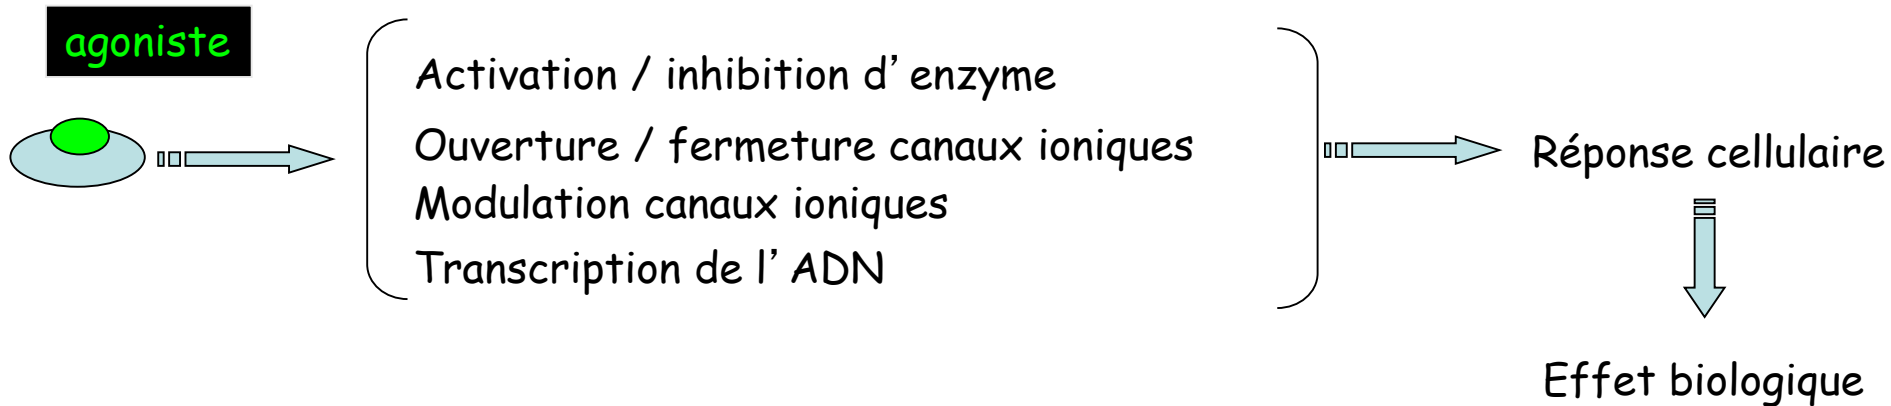 agoniste
Activation / inhibition d’ enzyme
Ouverture / fermeture canaux ioniques
Modulation canaux ioniques
Transcription de l’ ADN
Réponse cellulaire
Effet biologique